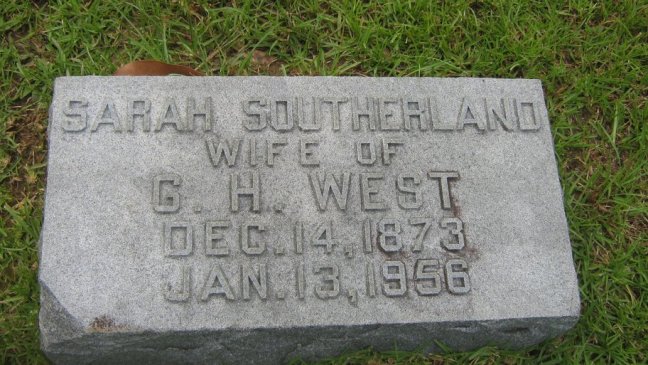 SARAH SOUTHERLAND
WIFE OF
G. H. WEST
DEC. 14, 1873
JAN. 13, 1956